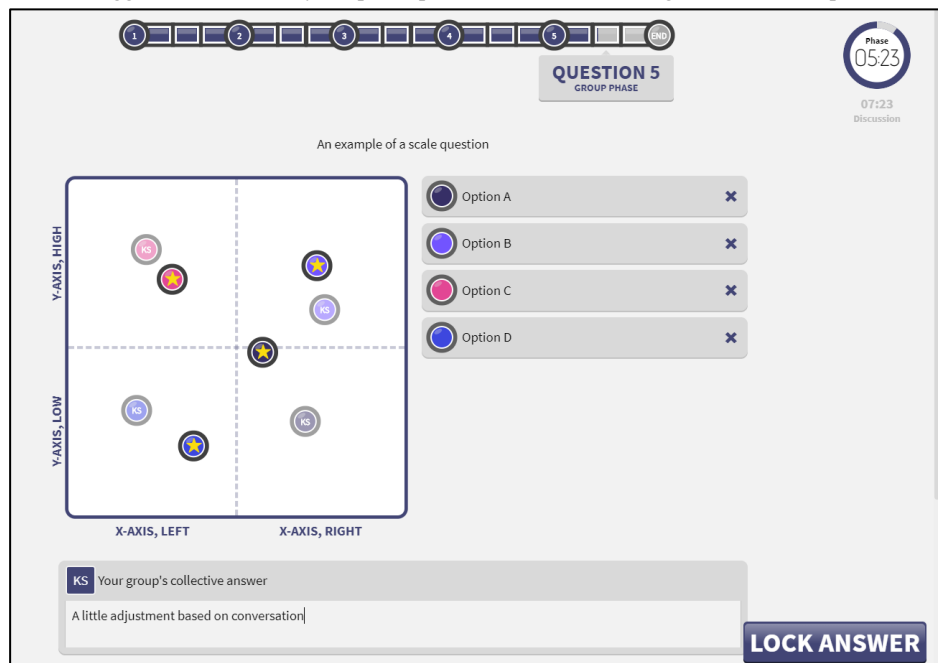 1 2 3 4 5 END
QUESTION 5
GROUP PHASE
Phase
05:23
07:23
Discussion
An example of a scale question
Y-AXIS, HIGH
Y-AXIS, LOW
KS
KS
KS
KS
X-AXIS, LEFT X-AXIS, RIGHT
Option A
Option B
Option C
Option D
KS Your group's collective answer
A little adjustment based on conversation
LOCK ANSWER